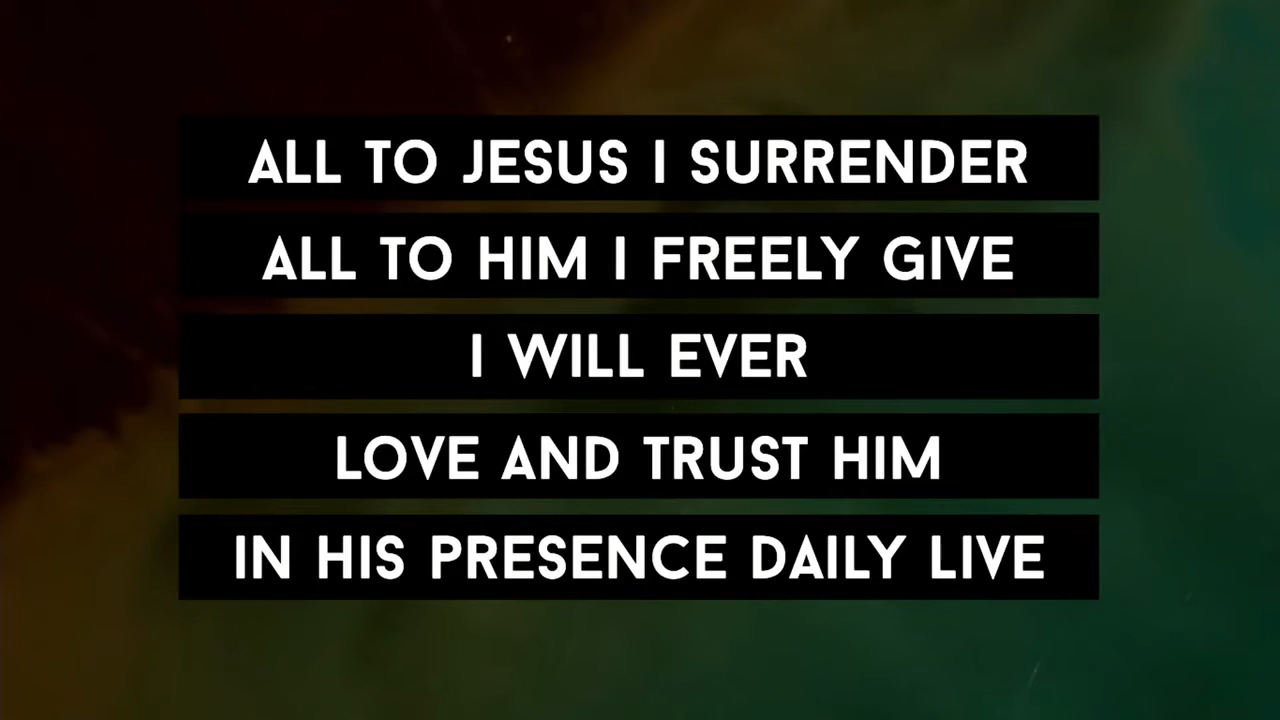 ALL TO JESUS I SURRENDER
ALL TO HIM I FREELY GIVE
I WILL EVER
LOVE AND TRUST HIM
IN HIS PRESENCE DAILY LIVE